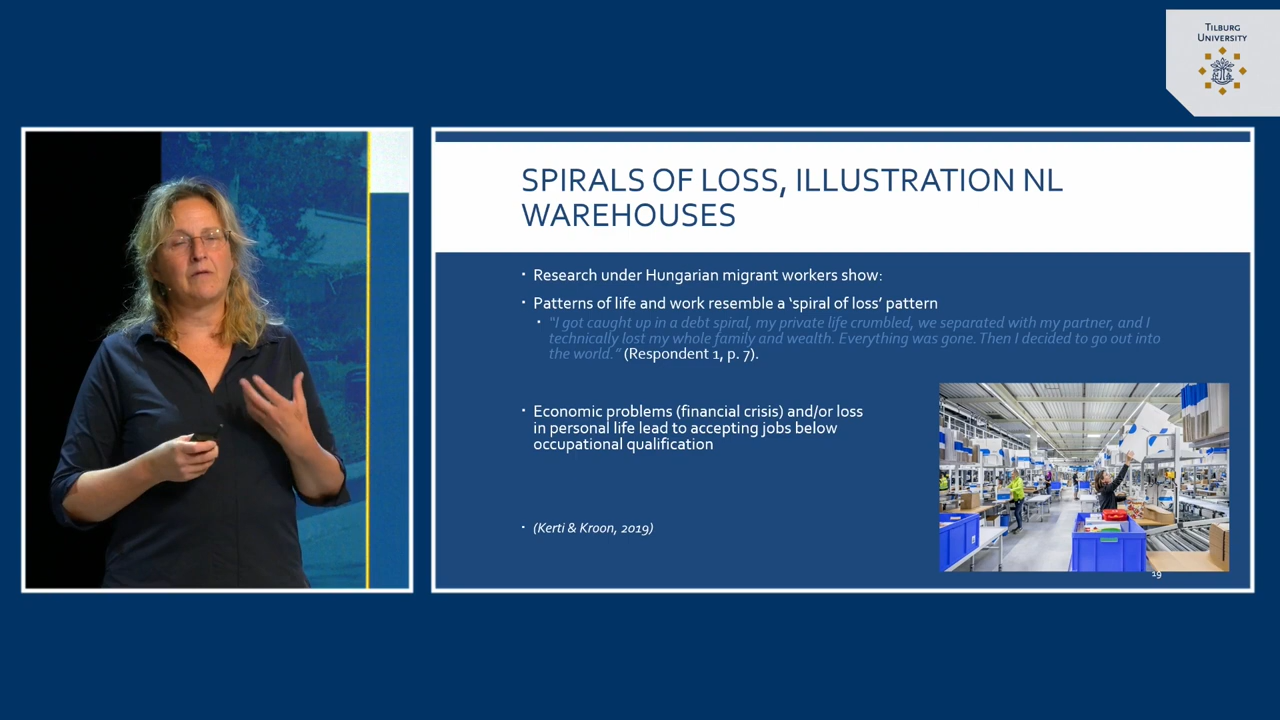 TILBURG
UNIVERSITY
SPIRALS OF LOSS, ILLUSTRATION NL
WAREHOUSES
Research under Hungarian migrant workers show:
Patterns of life and work resemble a ‘spiral of loss’ pattern
“I got caught up in a debt spiral, my private life crumbled, we separated with my partner, and I
technically lost my whole family and wealth. Everything was gone. Then I decided to go out into
the world.” (Respondent 1, p. 7).
Economic problems (financial crisis) and/or loss
in personal life lead to accepting jobs below
occupational qualification
(Kerti & Kroon, 2019)
19